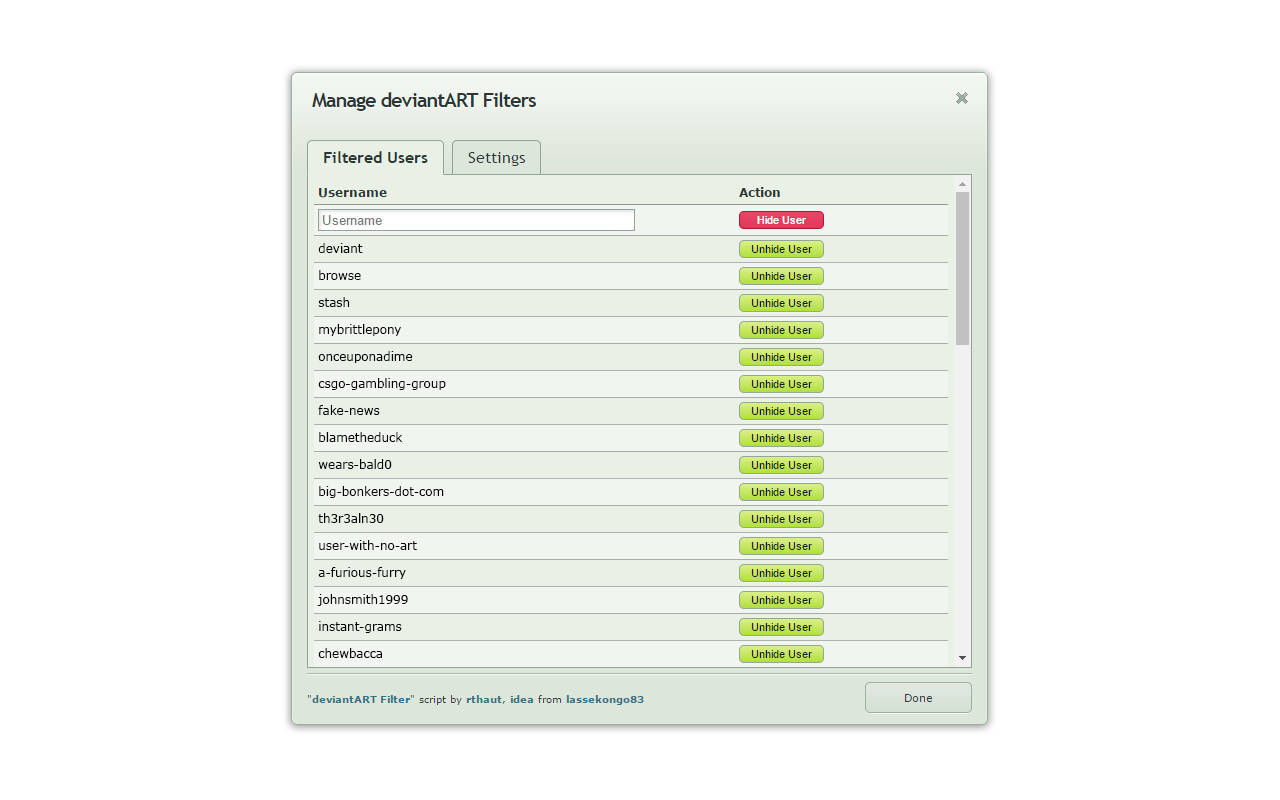 Manage deviantART Filters
Filtered Users Settings
Username Action
Username Hide User
deviant Unhide User
browse Unhide User
stash Unhide User
mybrittlepony Unhide User
onceuponadime Unhide User
csgo-gambling-group Unhide User
fake-news Unhide User
blametheduck Unhide User
wears-bald0 Unhide User
big-bonkers-dot-com Unhide User
th3r3aln30 Unhide User
user-with-no-art Unhide User
a-furious-furry Unhide User
johnsmith1999 Unhide User
instant-grams Unhide User
chewbacca Unhide User
"deviantART Filter" script by rthaut, idea from lassekongo83 Done